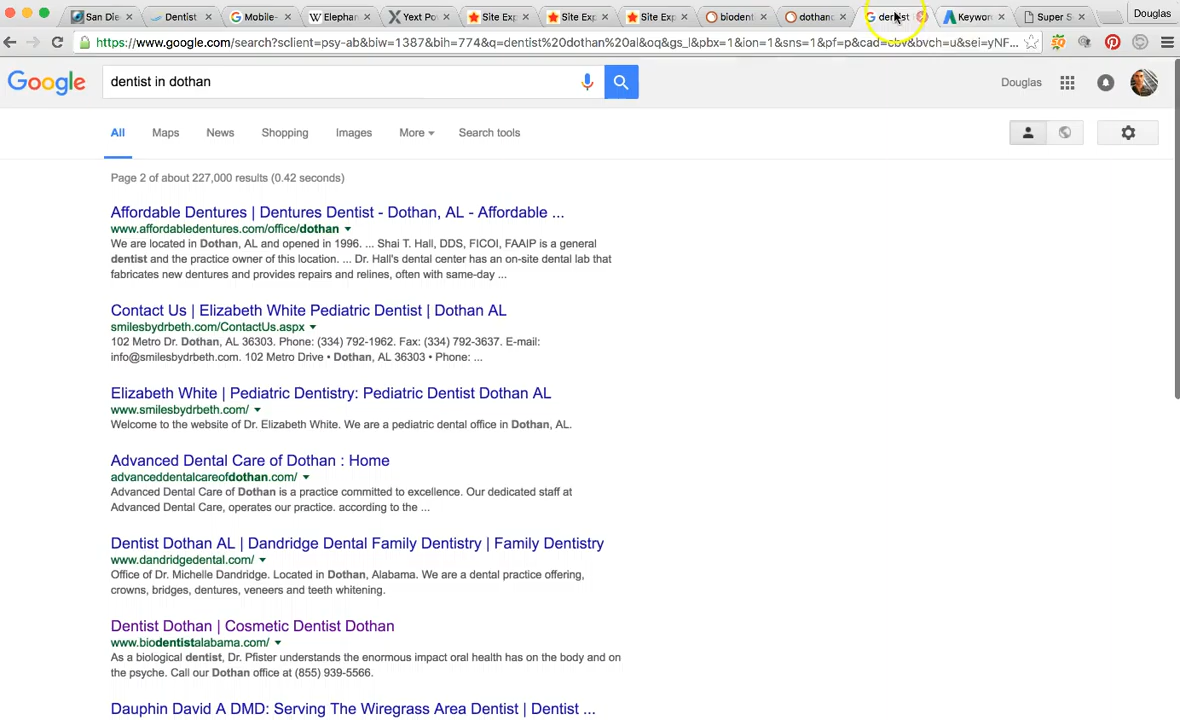 San Die
Dentist
Mobile-
Elephan
Yext Po
Site Exp
Site Exp
Site Exp
biodent
dothanc
dentist
Keywor
Super S
Douglas
https://www.google.com/search?sclient=psy-ab&biw=1387&bih=774&q=dentist%20dothan%20al&oq&gs_l&pbx=1&ion=1&sns=1&pf=p&cad=cbv&bvch=u&sei=yNF...
Google
dentist in dothan
Douglas
All
Maps
News
Shopping
Images
More
Search tools
Page 2 of about 227,000 results (0.42 seconds)
Affordable Dentures | Dentures Dentist - Dothan, AL - Affordable ...
www.affordabledentures.com/office/dothan
We are located in Dothan, AL and opened in 1996. ... Shai T. Hall, DDS, FICOI, FAAIP is a general
dentist and the practice owner of this location. ... Dr. Hall's dental center has an on-site dental lab that
fabricates new dentures and provides repairs and relines, often with same-day ...
Contact Us | Elizabeth White Pediatric Dentist | Dothan AL
smilesbydrbeth.com/ContactUs.aspx
102 Metro Dr. Dothan, AL 36303. Phone: (334) 792-1962. Fax: (334) 792-3637. E-mail:
info@smilesbydrbeth.com. 102 Metro Drive • Dothan, AL 36303 • Phone: ...
Elizabeth White | Pediatric Dentistry: Pediatric Dentist Dothan AL
www.smilesbydrbeth.com/
Welcome to the website of Dr. Elizabeth White. We are a pediatric dental office in Dothan, AL.
Advanced Dental Care of Dothan : Home
advanceddentalcareofdothan.com/
Advanced Dental Care of Dothan is a practice committed to excellence. Our dedicated staff at
Advanced Dental Care, operates our practice. according to the ...
Dentist Dothan AL | Dandridge Dental Family Dentistry | Family Dentistry
www.dandridgedental.com/
Office of Dr. Michelle Dandridge. Located in Dothan, Alabama. We are a dental practice offering,
crowns, bridges, dentures, veneers and teeth whitening.
Dentist Dothan | Cosmetic Dentist Dothan
www.biodentistalabama.com/
As a biological dentist, Dr. Pfister understands the enormous impact oral health has on the body and on
the psyche. Call our Dothan office at (855) 939-5566.
Dauphin David A DMD: Serving The Wiregrass Area Dentist | Dentist ...